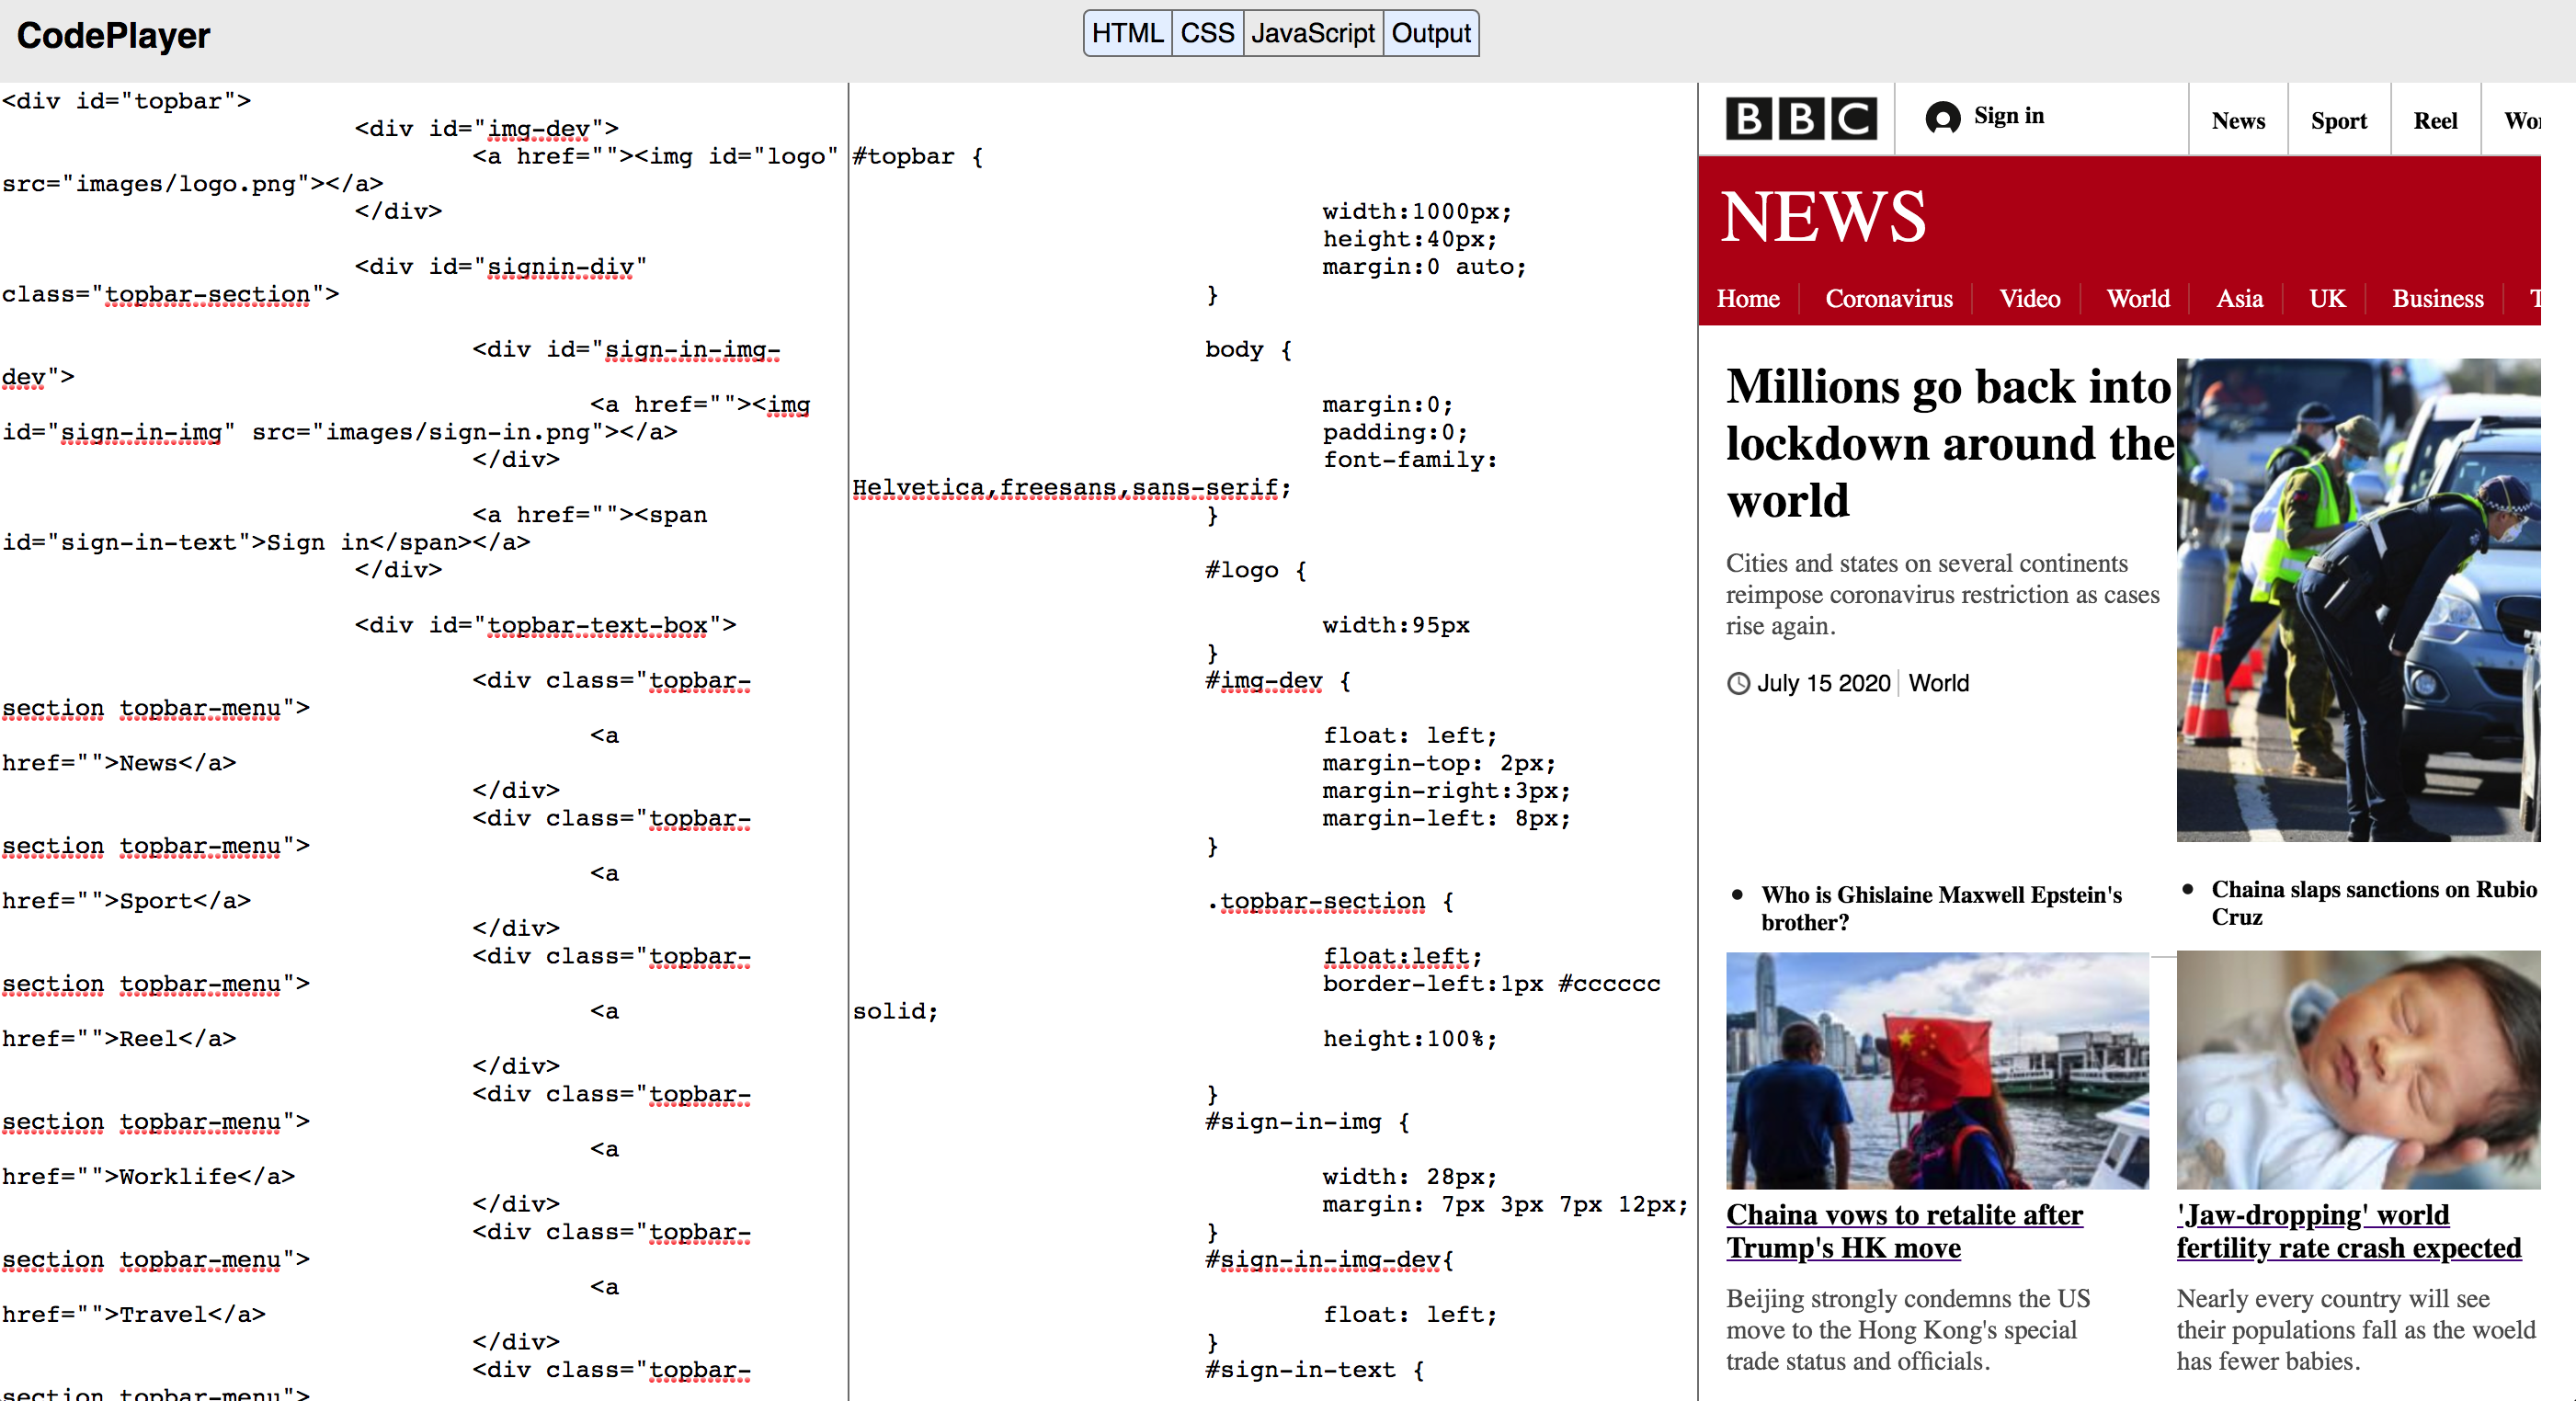 CodePlayer
HTML CSS JavaScript Output
<div id="topbar">
<div id="img-dev">
<a href=""><img id="logo"
src="images/logo.png"></a>
</div>
<div id="signin-div"
class="topbar-section">
<div id="sign-in-img-
dev">
<a href=""><img
id="sign-in-img" src="images/sign-in.png"></a>
</div>
<a href=""><span
id="sign-in-text">Sign in</span></a>
</div>
<div id="topbar-text-box">
<div class="topbar-
section topbar-menu">
<a
href="">News</a>
</div>
<div class="topbar-
section topbar-menu">
<a
href="">Sport</a>
</div>
<div class="topbar-
section topbar-menu">
<a
href="">Reel</a>
</div>
<div class="topbar-
section topbar-menu">
<a
href="">Worklife</a>
</div>
<div class="topbar-
section topbar-menu">
<a
href="">Travel</a>
</div>
<div class="topbar-
section topbar-menu">
#topbar {
width:1000px;
height:40px;
margin:0 auto;
}
body {
margin:0;
padding:0;
font-family:
Helvetica,freesans,sans-serif;
}
#logo {
width:95px
}
#img-dev {
float: left;
margin-top: 2px;
margin-right:3px;
margin-left: 8px;
}
.topbar-section {
float:left;
border-left:1px #cccccc
solid;
height:100%;
}
#sign-in-img {
width: 28px;
margin: 7px 3px 7px 12px;
}
#sign-in-img-dev{
float: left;
}
#sign-in-text {
BBC Sign in News Sport Reel Wor
NEWS
Home Coronavirus Video World Asia UK Business T
Millions go back into
lockdown around the
world
Cities and states on several continents
reimpose coronavirus restriction as cases
rise again.
July 15 2020 World
Who is Ghislaine Maxwell Epstein's
brother?
Chaina slaps sanctions on Rubio
Cruz
Chaina vows to retalite after
Trump's HK move
Beijing strongly condemns the US
move to the Hong Kong's special
trade status and officials.
'Jaw-dropping' world
fertility rate crash expected
Nearly every country will see
their populations fall as the woeld
has fewer babies.